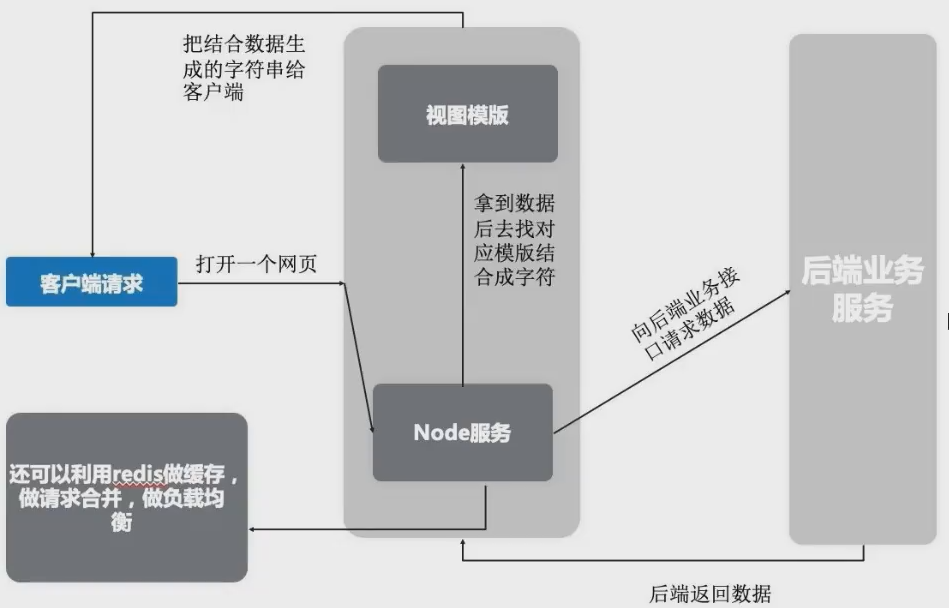 把结合数据生
成的字符串给
客户端
视图模版
拿到数据
后去找对
应模版结
合成字符
打开一个网页
客户端请求
向后端业务接
口请求数据
后端业务
服务
Node服务
还可以利用redis做缓存，
做请求合并，做负载均
衡
后端返回数据